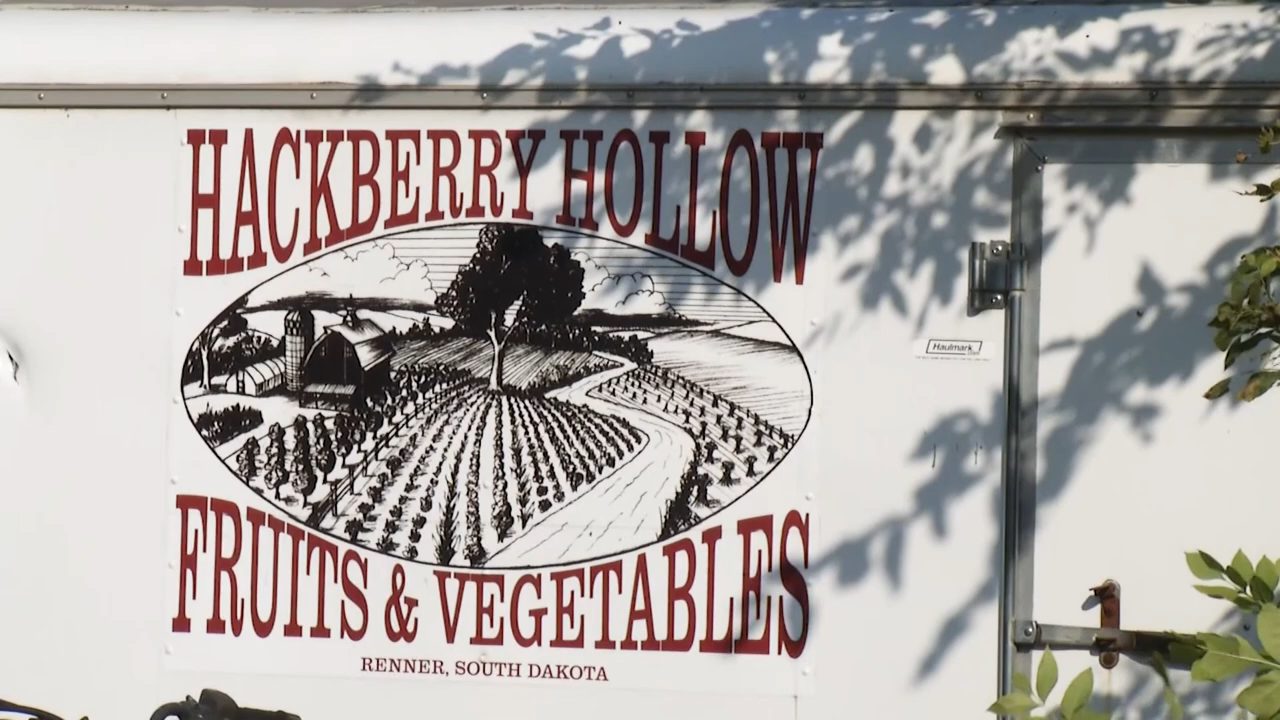 HACKBERRY HOLLOW
FRUITS & VEGETABLES
RENNER, SOUTH DAKOTA
Haulmark